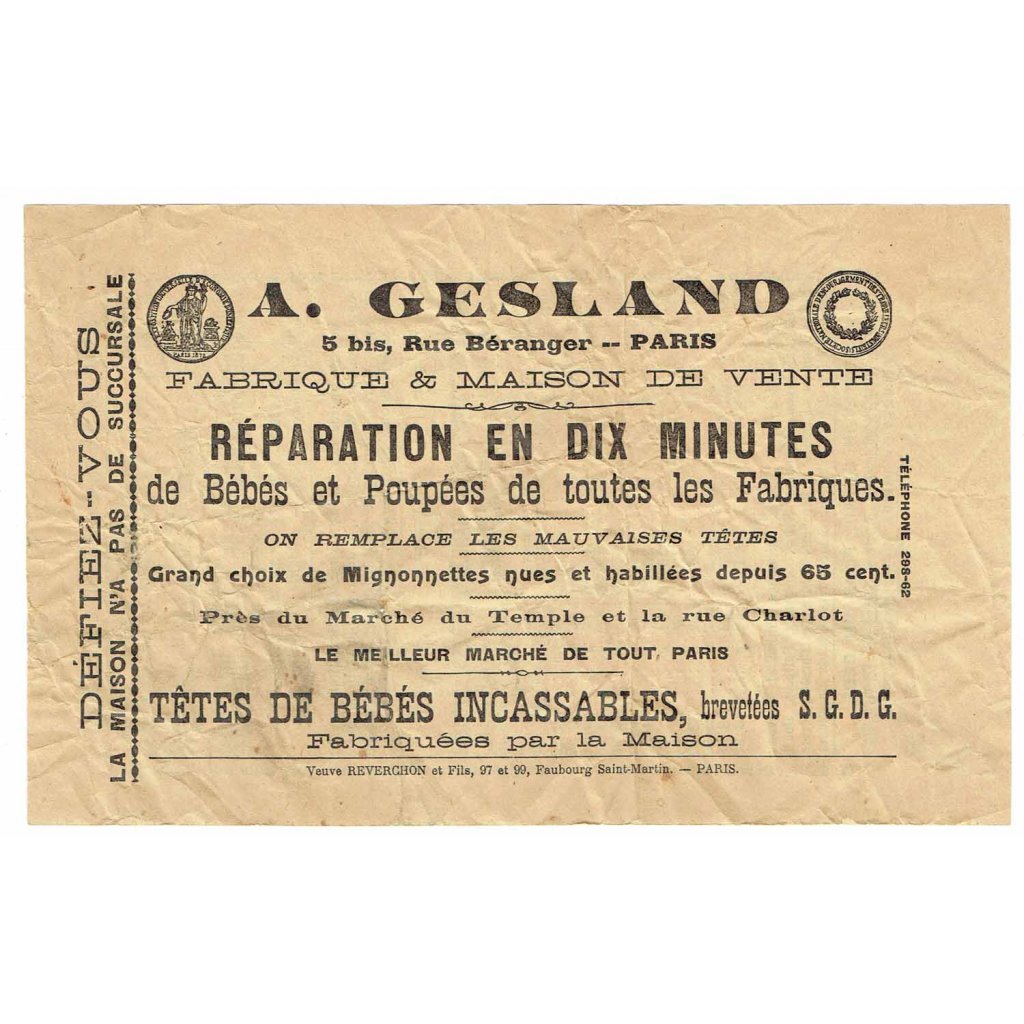 DÉFIEZ-VOUS
LA MAISON N'A PAS DE SUCCURSALE
A. GESLAND
5 bis, Rue Béranger -- PARIS
FABRIQUE & MAISON DE VENTE
RÉPARATION EN DIX MINUTES
de Bébés et Poupées de toutes les Fabriques.
ON REMPLACE LES MAUVAISES TÊTES
Grand choix de Mignonnettes nues et habillées depuis 65 cent.
Près du Marché du Temple et la rue Charlot
LE MEILLEUR MARCHÉ DE TOUT PARIS
TÊTES DE BÉBÉS INCASSABLES, brevetées S. G. D. G.
Fabriquées par la Maison
Veuve REVERCHON et Fils, 97 et 99, Faubourg Saint-Martin. — PARIS.
TÉLÉPHONE 298-62